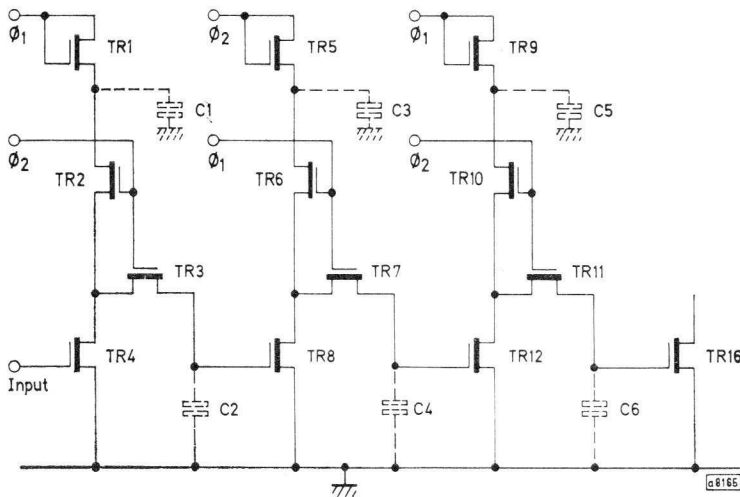 Ø1
TR1
Ø2
TR5
Ø1
TR9
C1
C3
C5
Ø2
Ø1
Ø2
TR2
TR6
TR10
TR3
TR7
TR11
TR4
TR8
TR12
TR16
Input
C2
C4
C6
a8165